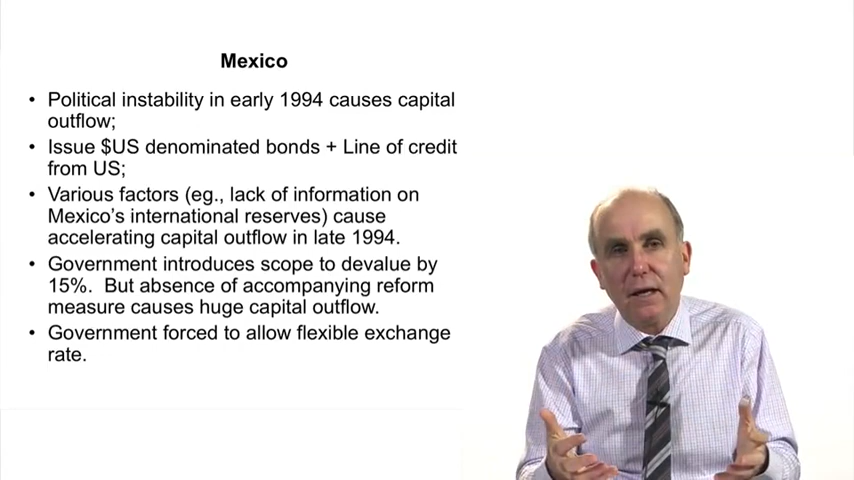 Mexico
• Political instability in early 1994 causes capital
outflow;
• Issue $US denominated bonds + Line of credit
from US;
• Various factors (eg., lack of information on
Mexico's international reserves) cause
accelerating capital outflow in late 1994.
• Government introduces scope to devalue by
15%.  But absence of accompanying reform
measure causes huge capital outflow.
• Government forced to allow flexible exchange
rate.